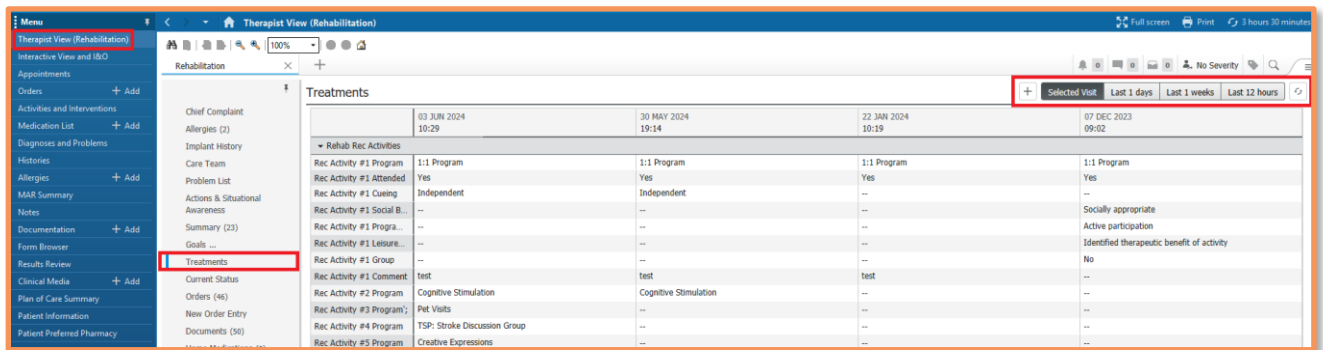 Menu
Therapist View (Rehabilitation)
Full screen Print 3 hours 30 minutes
Therapist View (Rehabilitation)
Interactive View and I&O
Appointments
Orders + Add
Activities and Interventions
Medication List + Add
Diagnoses and Problems
Histories
Allergies + Add
MAR Summary
Notes
Documentation + Add
Form Browser
Results Review
Clinical Media + Add
Plan of Care Summary
Patient Information
Patient Preferred Pharmacy
100%
Rehabilitation × +
0 0 0 No Severity
Chief Complaint
Allergies (2)
Implant History
Care Team
Problem List
Actions & Situational
Awareness
Summary (23)
Goals ...
Treatments
Current Status
Orders (46)
New Order Entry
Documents (50)
Treatments
+ Selected Visit Last 1 days Last 1 weeks Last 12 hours
03 JUN 2024 30 MAY 2024 22 JAN 2024 07 DEC 2023
10:29 19:14 10:19 09:02
Rehab Rec Activities
Rec Activity #1 Program 1:1 Program 1:1 Program 1:1 Program 1:1 Program
Rec Activity #1 Attended Yes Yes Yes Yes
Rec Activity #1 Cueing Independent Independent -- --
Rec Activity #1 Social B... -- -- -- Socially appropriate
Rec Activity #1 Progra... -- -- -- Active participation
Rec Activity #1 Leisure... -- -- -- Identified therapeutic benefit of activity
Rec Activity #1 Group -- -- -- No
Rec Activity #1 Comment test test test --
Rec Activity #2 Program Cognitive Stimulation Cognitive Stimulation -- --
Rec Activity #3 Program'; Pet Visits -- -- --
Rec Activity #4 Program TSP: Stroke Discussion Group -- -- --
Rec Activity #5 Program Creative Expressions -- -- --